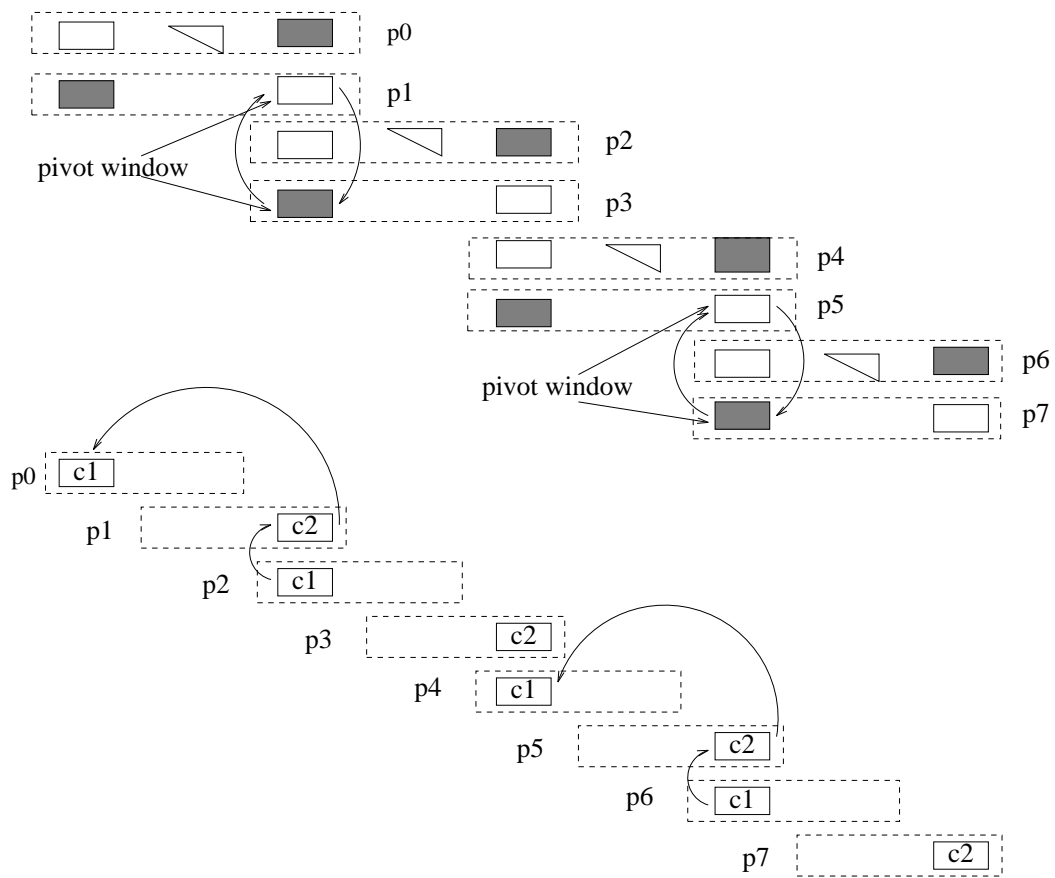 p0
p1
p2
pivot window
p3
p4
p5
p6
pivot window
p7
p0 c1
p1 c2
p2 c1
p3 c2
p4 c1
p5 c2
p6 c1
p7 c2